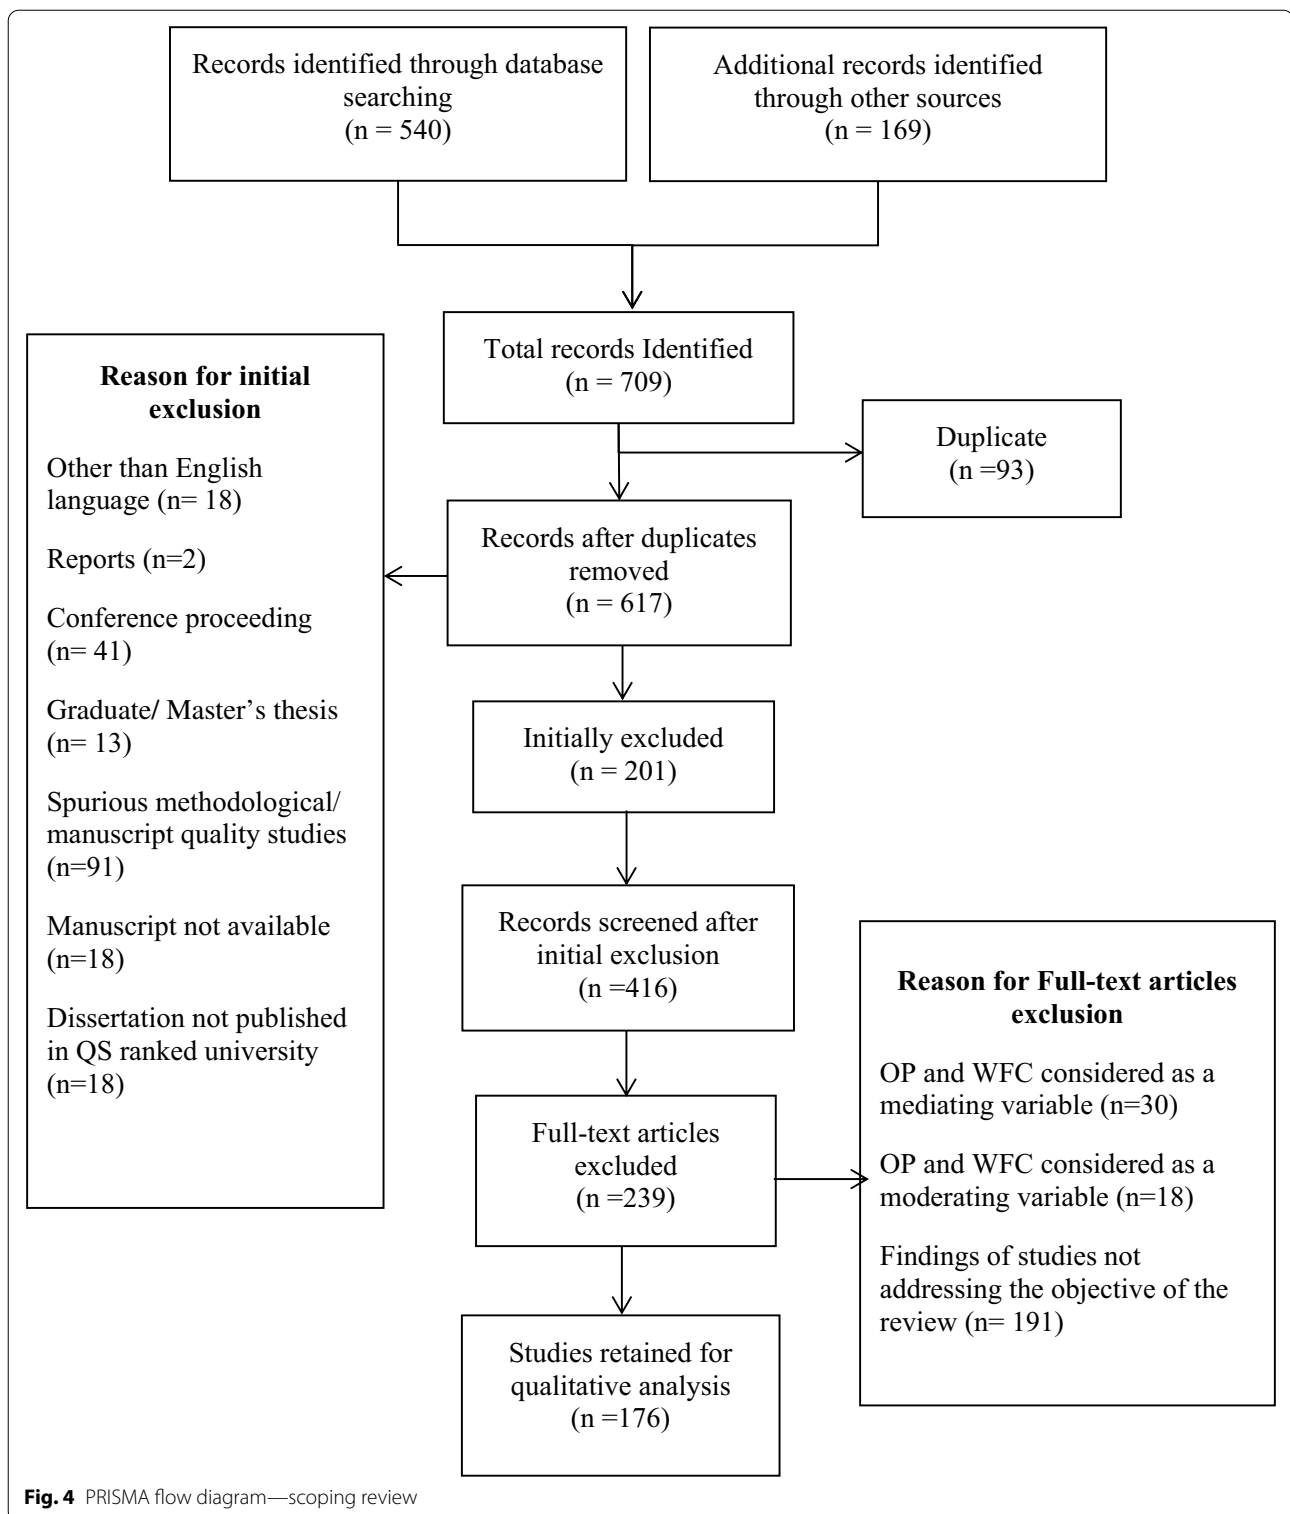 Records identified through database
searching
(n = 540)
Additional records identified
through other sources
(n = 169)
Total records Identified
(n = 709)
Duplicate
(n =93)
Reason for initial
exclusion
Other than English
language (n= 18)
Reports (n=2)
Conference proceeding
(n= 41)
Graduate/ Master’s thesis
(n= 13)
Spurious methodological/
manuscript quality studies
(n=91)
Manuscript not available
(n=18)
Dissertation not published
in QS ranked university
(n=18)
Records after duplicates
removed
(n = 617)
Initially excluded
(n = 201)
Records screened after
initial exclusion
(n =416)
Full-text articles
excluded
(n =239)
Reason for Full-text articles
exclusion
OP and WFC considered as a
mediating variable (n=30)
OP and WFC considered as a
moderating variable (n=18)
Findings of studies not
addressing the objective of the
review (n= 191)
Studies retained for
qualitative analysis
(n =176)
Fig. 4 PRISMA flow diagram—scoping review